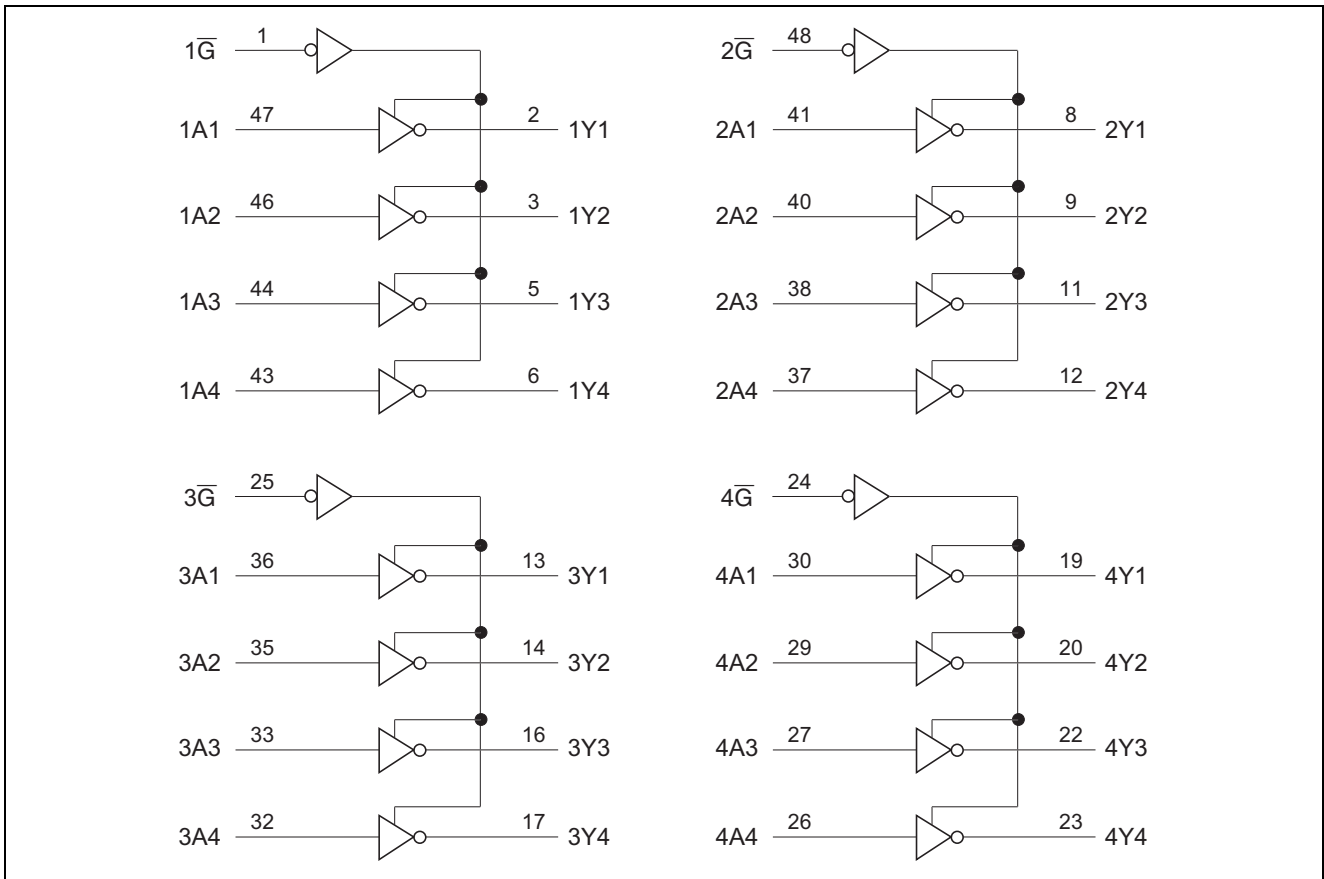 1G̅ 1 2G̅ 48
1A1 47 2 1Y1 2A1 41 8 2Y1
1A2 46 3 1Y2 2A2 40 9 2Y2
1A3 44 5 1Y3 2A3 38 11 2Y3
1A4 43 6 1Y4 2A4 37 12 2Y4
3G̅ 25 4G̅ 24
3A1 36 13 3Y1 4A1 30 19 4Y1
3A2 35 14 3Y2 4A2 29 20 4Y2
3A3 33 16 3Y3 4A3 27 22 4Y3
3A4 32 17 3Y4 4A4 26 23 4Y4